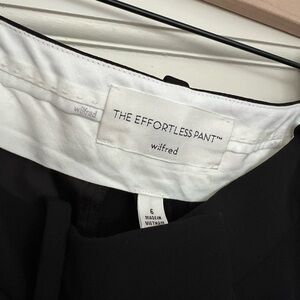 wilfred
THE EFFORTLESS PANT™
wilfred
6
MADE IN
VIETNAM